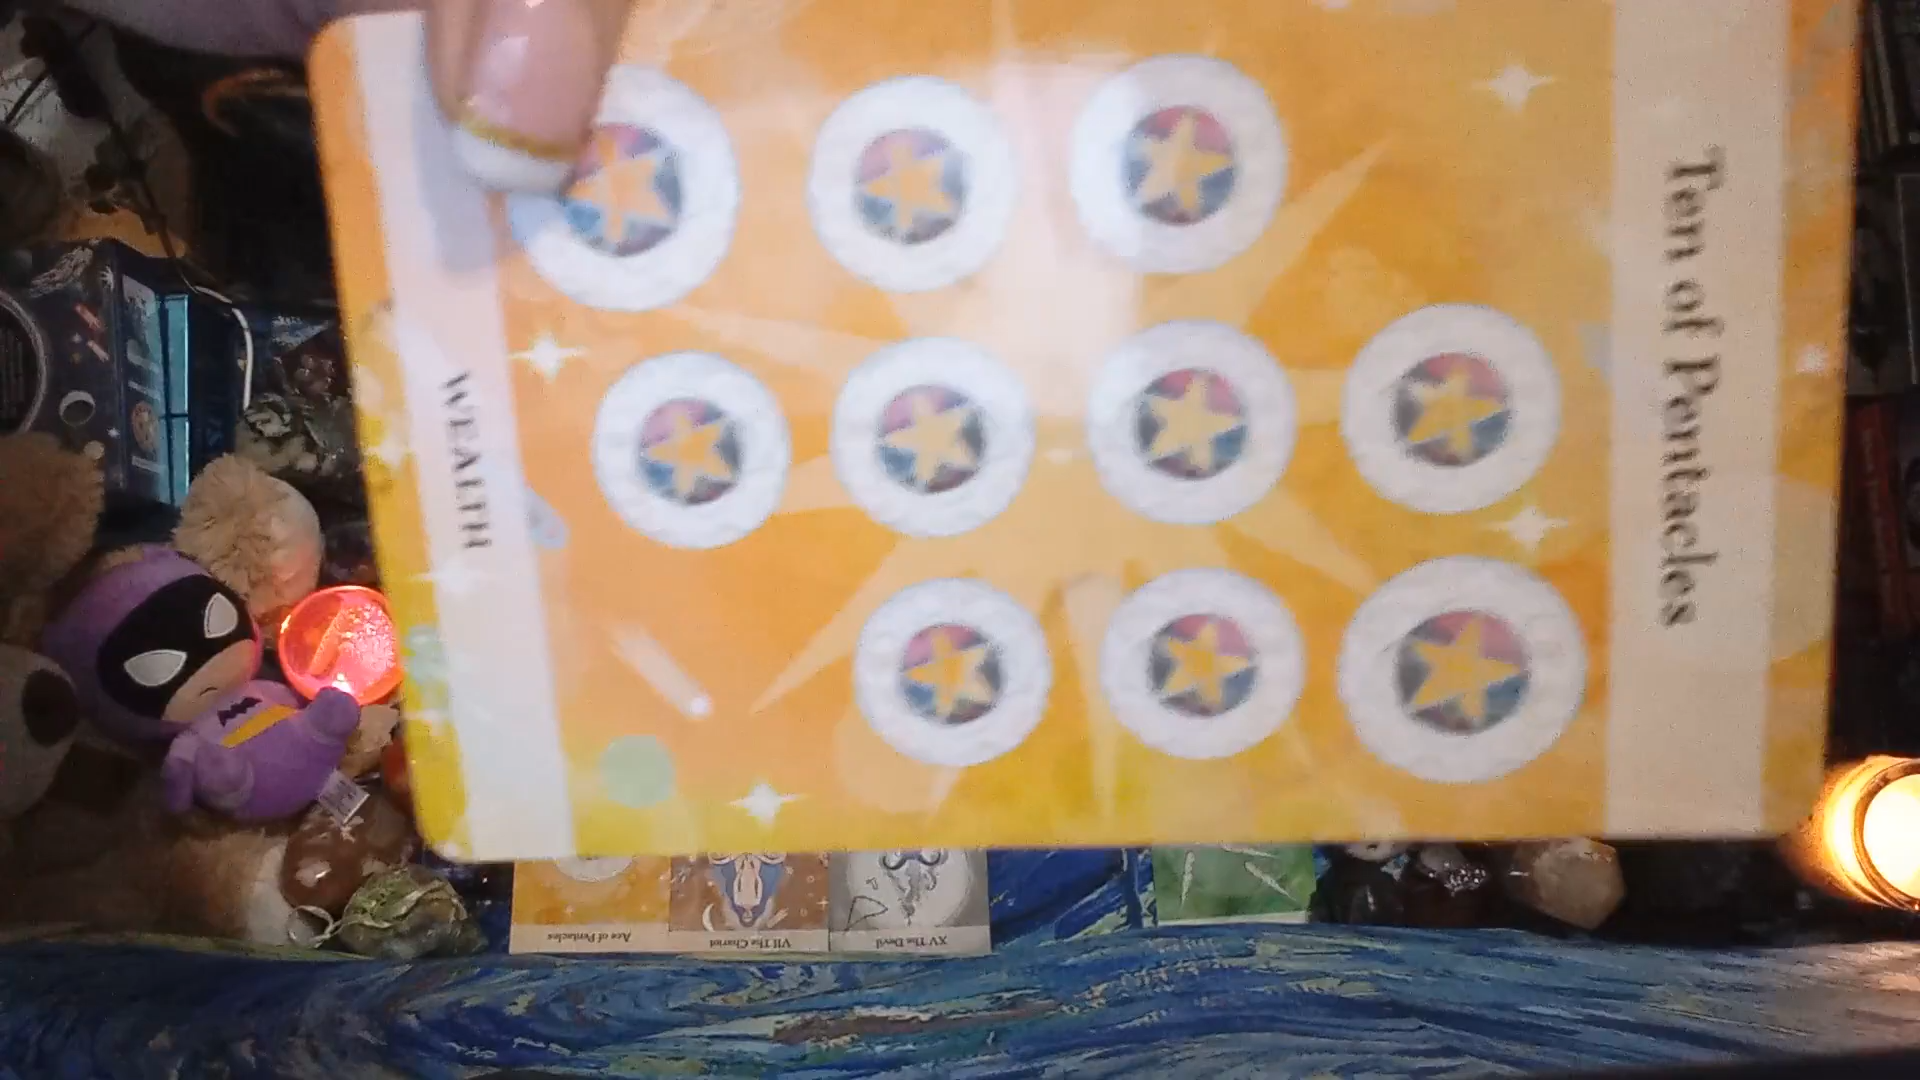 Ten of Pentacles
WEALTH
Ace of Pentacles
VII The Chariot
XV The Devil